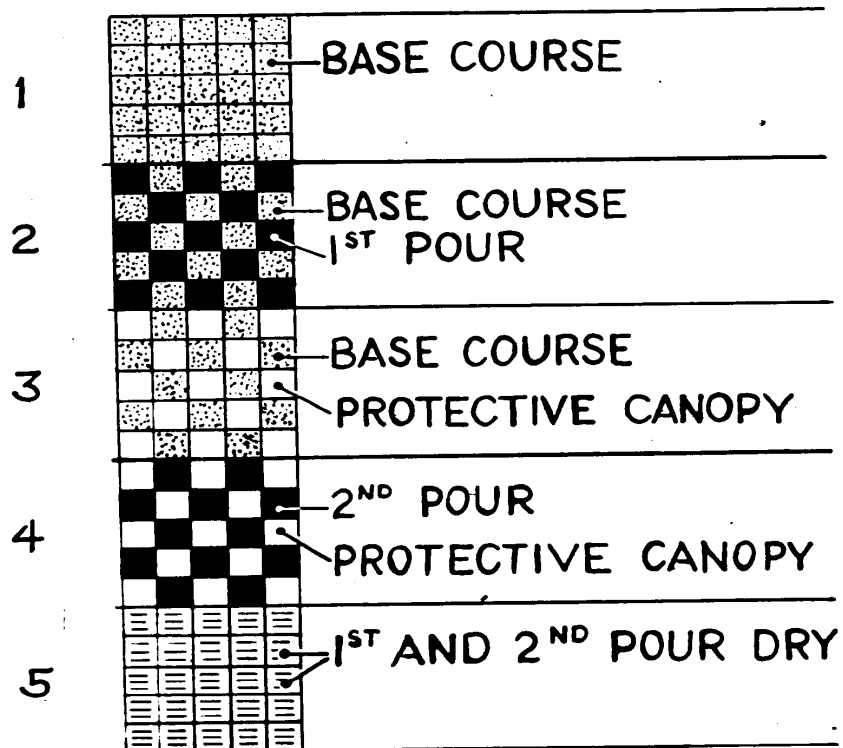 1
BASE COURSE
2
BASE COURSE
1ST POUR
3
BASE COURSE
PROTECTIVE CANOPY
4
2ND POUR
PROTECTIVE CANOPY
5
1ST AND 2ND POUR DRY